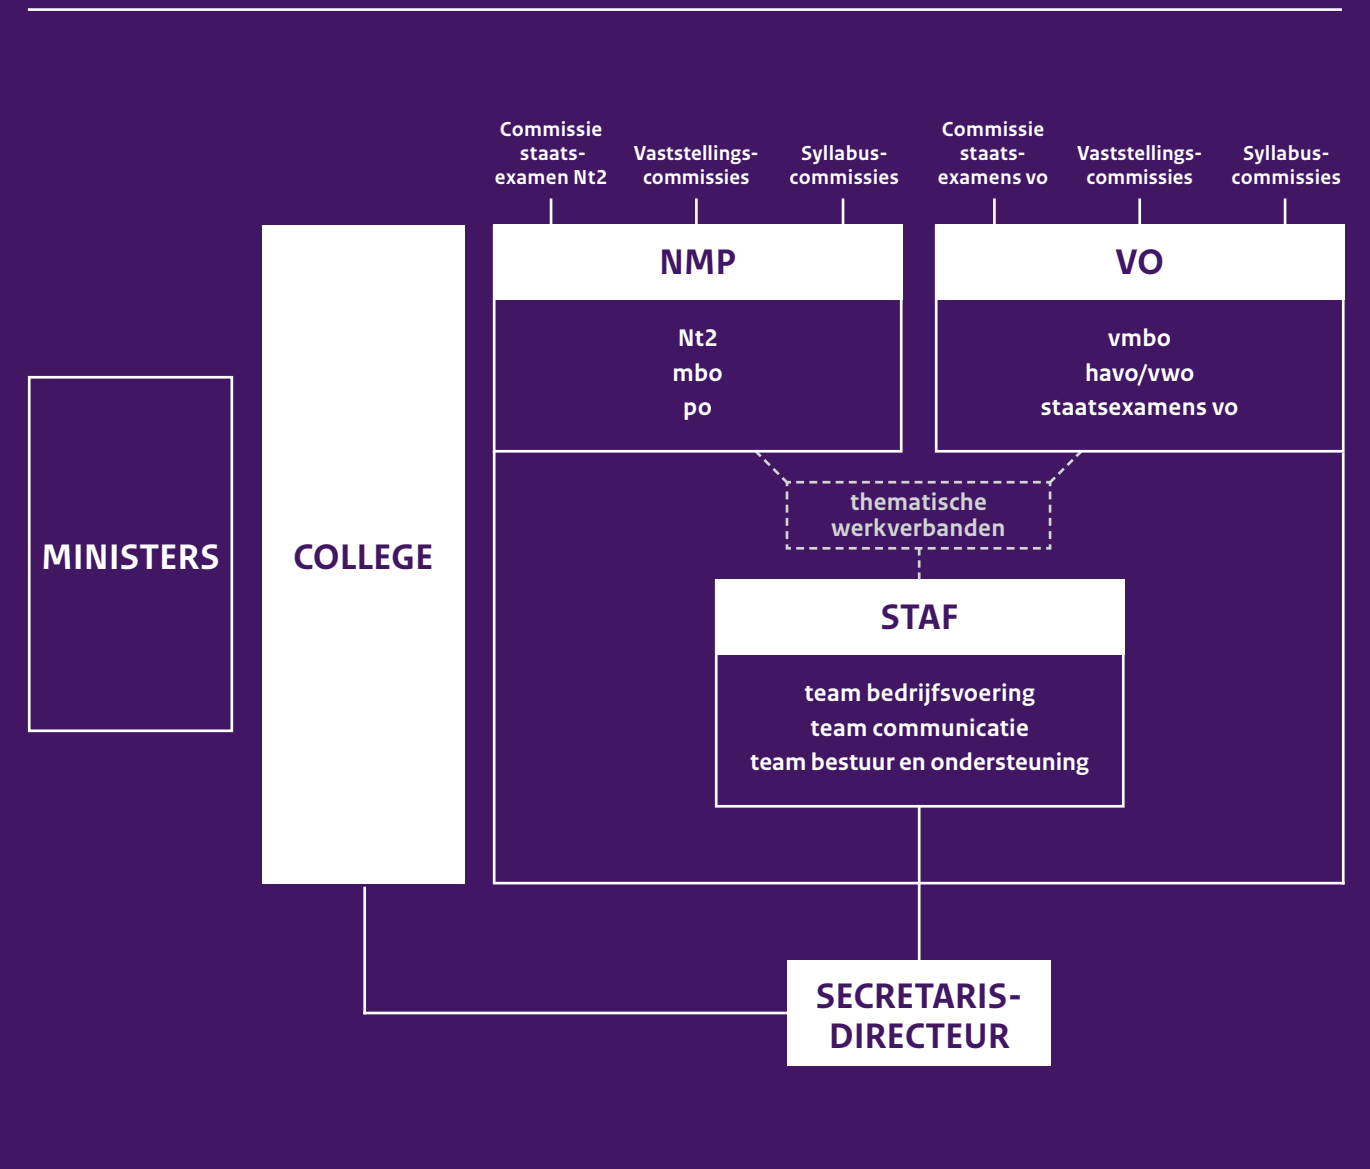 Commissie
staats-
examen Nt2
Vaststellings-
commissies
Syllabus-
commissies
Commissie
staats-
examens vo
Vaststellings-
commissies
Syllabus-
commissies
NMP
Nt2
mbo
po
VO
vmbo
havo/vwo
staatsexamens vo
MINISTERS
COLLEGE
thematische
werkverbanden
STAF
team bedrijfsvoering
team communicatie
team bestuur en ondersteuning
SECRETARIS-
DIRECTEUR